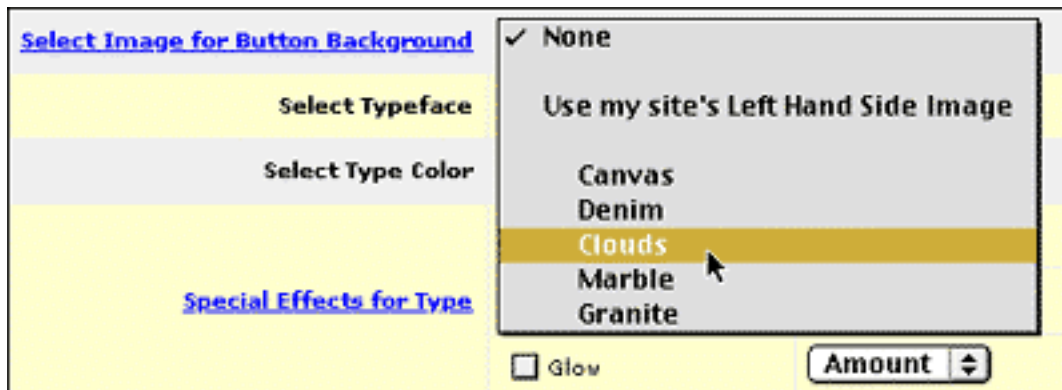 Select Image for Button Background
✓ None
Select Typeface
Use my site's Left Hand Side Image
Select Type Color
Canvas
Denim
Clouds
Marble
Special Effects for Type
Granite
Glow
Amount